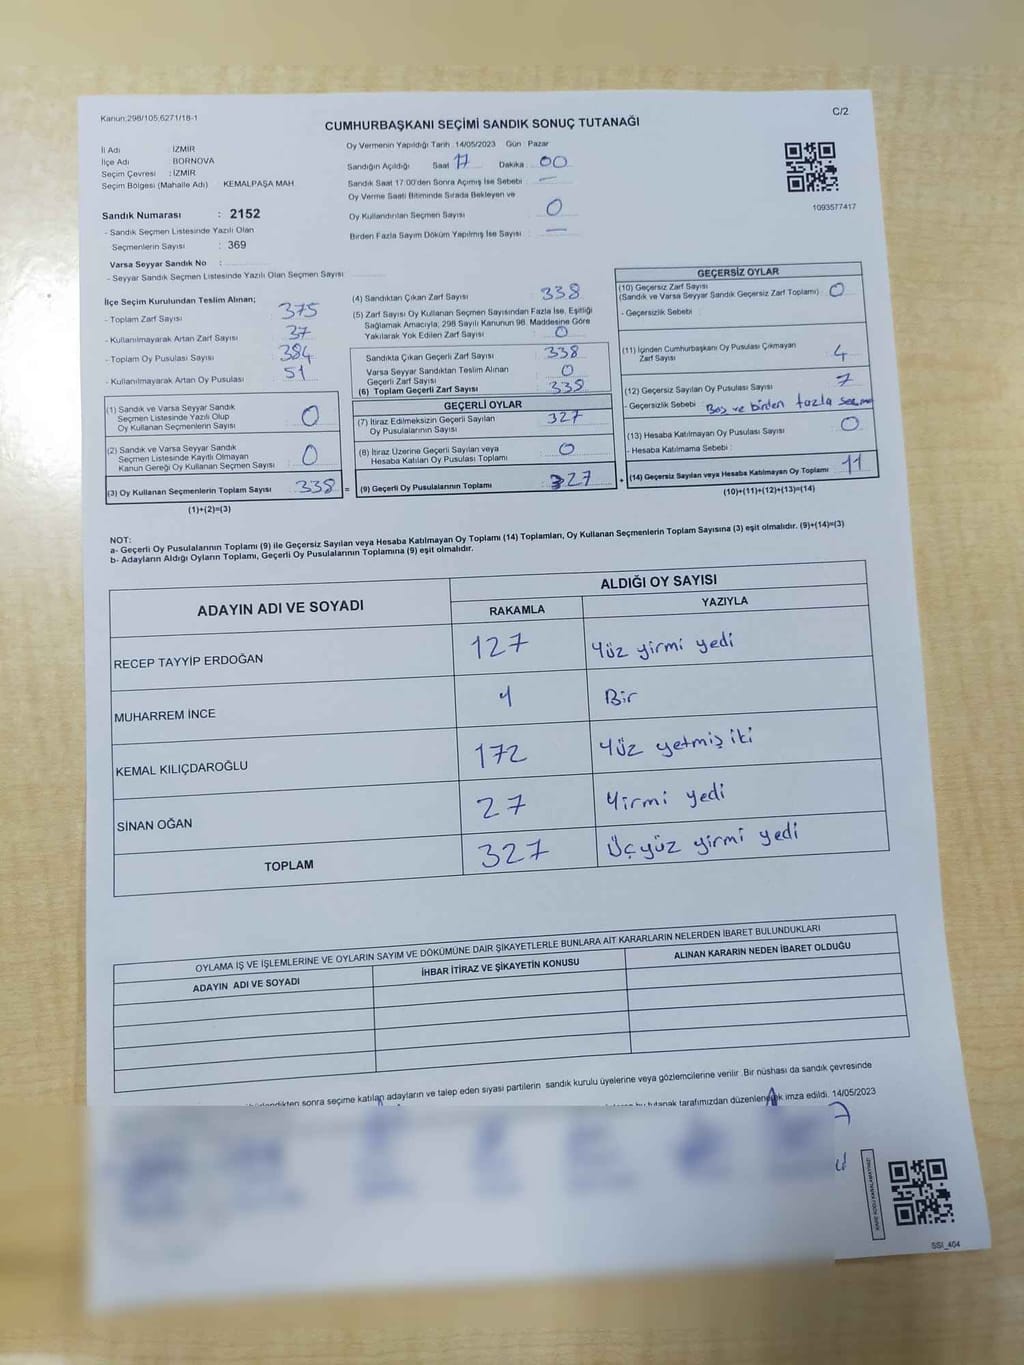 Kanun:298/105,6271/18-1
C/2
CUMHURBAŞKANI SEÇİMİ SANDIK SONUÇ TUTANAĞI
İl Adı : İZMİR
İlçe Adı : BORNOVA
Seçim Çevresi : İZMİR
Seçim Bölgesi (Mahalle Adı) KEMALPAŞA MAH
Sandık Numarası : 2152
- Sandık Seçmen Listesinde Yazılı Olan
Seçmenlerin Sayısı : 369
Varsa Seyyar Sandık No :
- Seyyar Sandık Seçmen Listesinde Yazılı Olan Seçmen Sayısı
Oy Vermenin Yapıldığı Tarih :14/05/2023 Gün : Pazar
Sandığın Açıldığı Saat 17 Dakika 00
Sandık Saat 17:00'den Sonra Açılmış İse Sebebi : —
Oy Verme Saati Bitiminde Sırada Bekleyen ve
Oy Kullandırılan Seçmen Sayısı 0
Birden Fazla Sayım Döküm Yapılmış İse Sayısı : —
1093577417
İlçe Seçim Kurulundan Teslim Alınan;
- Toplam Zarf Sayısı : 375
- Kullanılmayarak Artan Zarf Sayısı : 37
- Toplam Oy Pusulası Sayısı : 384
- Kullanılmayarak Artan Oy Pusulası : 51
(1) Sandık ve Varsa Seyyar Sandık
Seçmen Listesinde Yazılı Olup
Oy Kullanan Seçmenlerin Sayısı : 0
(2) Sandık ve Varsa Seyyar Sandık
Seçmen Listesinde Kayıtlı Olmayan
Kanun Gereği Oy Kullanan Seçmen Sayısı : 0
(3) Oy Kullanan Seçmenlerin Toplam Sayısı : 338 =
(1)+(2)=(3)
(4) Sandıktan Çıkan Zarf Sayısı : 338
(5) Zarf Sayısı Oy Kullanan Seçmen Sayısından Fazla İse, Eşitliği
Sağlamak Amacıyla, 298 Sayılı Kanunun 98. Maddesine Göre
Yakılarak Yok Edilen Zarf Sayısı : 0
Sandıkta Çıkan Geçerli Zarf Sayısı : 338
Varsa Seyyar Sandıktan Teslim Alınan
Geçerli Zarf Sayısı : 0
(6) Toplam Geçerli Zarf Sayısı : 338
GEÇERLİ OYLAR
(7) İtiraz Edilmeksizin Geçerli Sayılan
Oy Pusulalarının Sayısı : 327
(8) İtiraz Üzerine Geçerli Sayılan veya
Hesaba Katılan Oy Pusulası Toplamı : 0
(9) Geçerli Oy Pusulalarının Toplamı : 327 +
GEÇERSİZ OYLAR
(10) Geçersiz Zarf Sayısı
(Sandık ve Varsa Seyyar Sandık Geçersiz Zarf Toplamı) : 0
- Geçersizlik Sebebi :
(11) İçinden Cumhurbaşkanı Oy Pusulası Çıkmayan
Zarf Sayısı : 4
(12) Geçersiz Sayılan Oy Pusulası Sayısı : 7
- Geçersizlik Sebebi : Boş ve birden fazla seçme
(13) Hesaba Katılmayan Oy Pusulası Sayısı : 0
- Hesaba Katılmama Sebebi :
(14) Geçersiz Sayılan veya Hesaba Katılmayan Oy Toplamı : 11
(10)+(11)+(12)+(13)=(14)
NOT:
a- Geçerli Oy Pusulalarının Toplamı (9) ile Geçersiz Sayılan veya Hesaba Katılmayan Oy Toplamı (14) Toplamları, Oy Kullanan Seçmenlerin Toplam Sayısına (3) eşit olmalıdır. (9)+(14)=(3)
b- Adayların Aldığı Oyların Toplamı, Geçerli Oy Pusulalarının Toplamına (9) eşit olmalıdır.
ADAYIN ADI VE SOYADI ALDIĞI OY SAYISI
RAKAMLA YAZIYLA
RECEP TAYYİP ERDOĞAN 127 Yüz yirmi yedi
MUHARREM İNCE 1 Bir
KEMAL KILIÇDAROĞLU 172 Yüz yetmiş iki
SİNAN OĞAN 27 Yirmi yedi
TOPLAM 327 Üçyüz yirmi yedi
OYLAMA İŞ VE İŞLEMLERİNE VE OYLARIN SAYIM VE DÖKÜMÜNE DAİR ŞİKAYETLERLE BUNLARA AİT KARARLARIN NELERDEN İBARET BULUNDUKLARI
ADAYIN ADI VE SOYADI İHBAR İTİRAZ VE ŞİKAYETİN KONUSU ALINAN KARARIN NEDEN İBARET OLDUĞU
sonra seçime katılan adayların ve talep eden siyasi partilerin sandık kurulu üyelerine veya gözlemcilerine verilir. Bir nüshası da sandık çevresinde
bu tutanak tarafımızdan düzenlenerek imza edildi. 14/05/2023
SSI_404